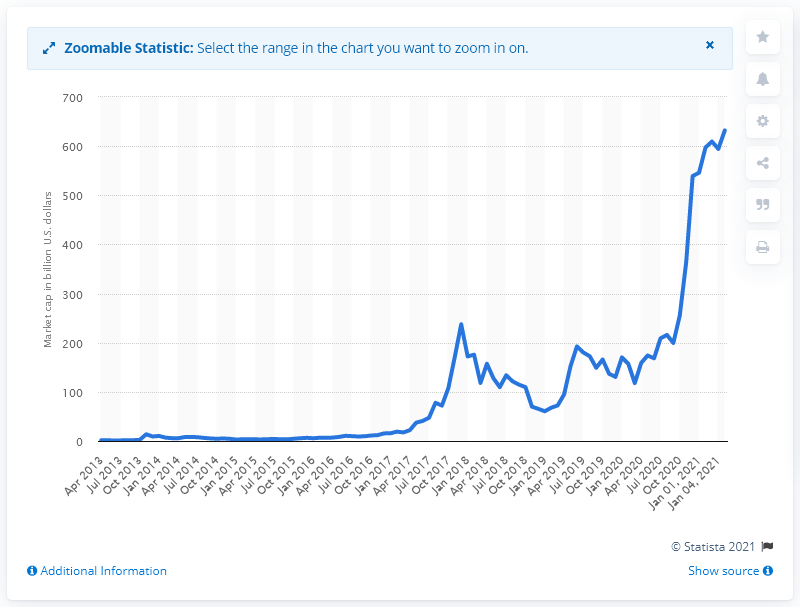 Zoomable Statistic: Select the range in the chart you want to zoom in on.
×
700
600
500
400
300
200
100
0
Market cap in billion U.S. dollars
Apr 2013
Jul 2013
Oct 2013
Jan 2014
Apr 2014
Jul 2014
Oct 2014
Jan 2015
Apr 2015
Jul 2015
Oct 2015
Jan 2016
Apr 2016
Jul 2016
Oct 2016
Jan 2017
Apr 2017
Jul 2017
Oct 2017
Jan 2018
Apr 2018
Jul 2018
Oct 2018
Jan 2019
Apr 2019
Jul 2019
Oct 2019
Jan 2020
Apr 2020
Jul 2020
Oct 2020
Jan 01, 2021
Jan 04, 2021
© Statista 2021
Additional Information
Show source